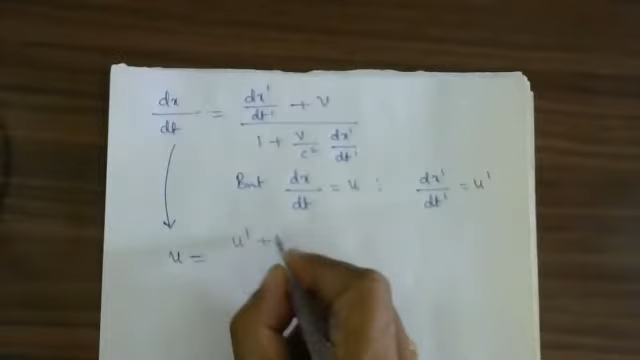 dx/dt = (dx'/dt' + v) / (1 + v/c² dx'/dt')
But dx/dt = u ; dx'/dt' = u'
u = u' +